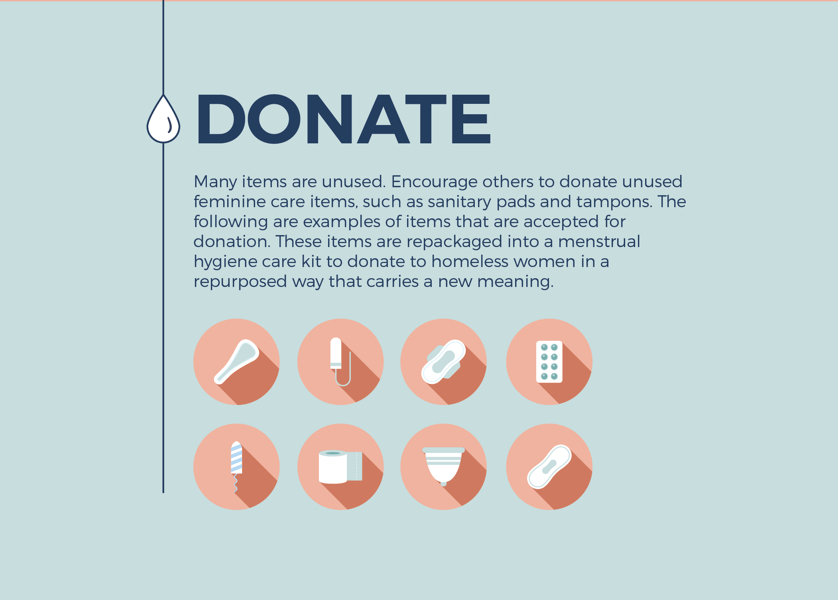 DONATE
Many items are unused. Encourage others to donate unused
feminine care items, such as sanitary pads and tampons. The
following are examples of items that are accepted for
donation. These items are repackaged into a menstrual
hygiene care kit to donate to homeless women in a
repurposed way that carries a new meaning.